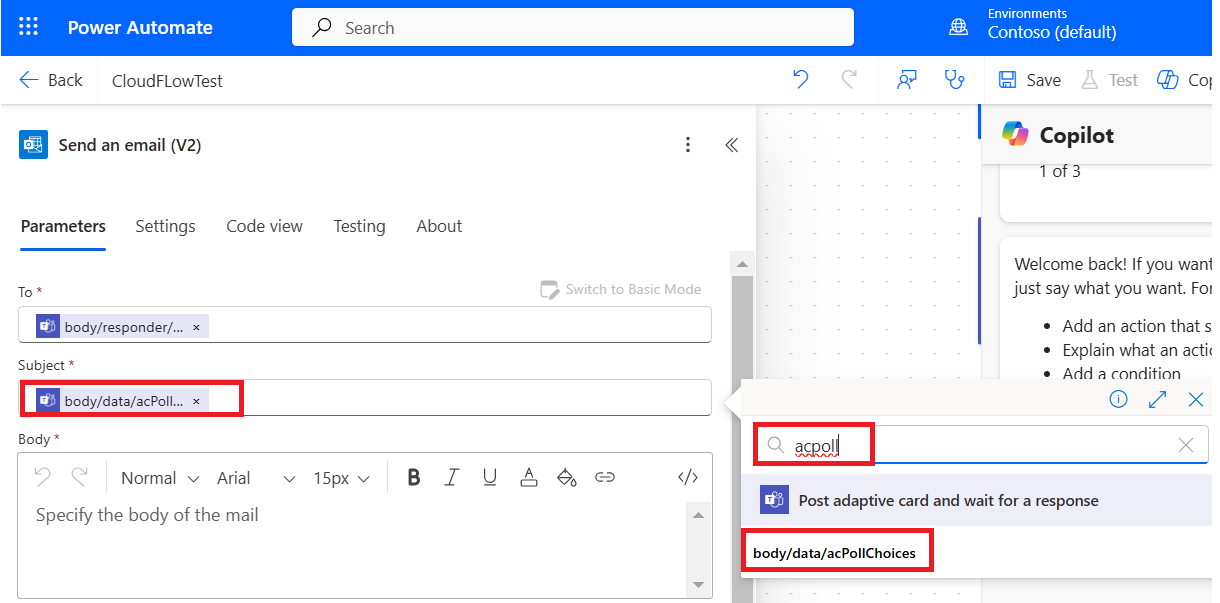 Power Automate
Search
Environments
Contoso (default)
Back
CloudFLowTest
Save
Test
Cop
Send an email (V2)
Parameters
Settings
Code view
Testing
About
To *
Switch to Basic Mode
body/responder/... ×
Subject *
body/data/acPoll... ×
Body *
Normal
Arial
15px
B
I
U
A
</>
Specify the body of the mail
Copilot
1 of 3
Welcome back! If you want
just say what you want. For
• Add an action that s
• Explain what an actio
• Add a condition
acpoll
Post adaptive card and wait for a response
body/data/acPollChoices